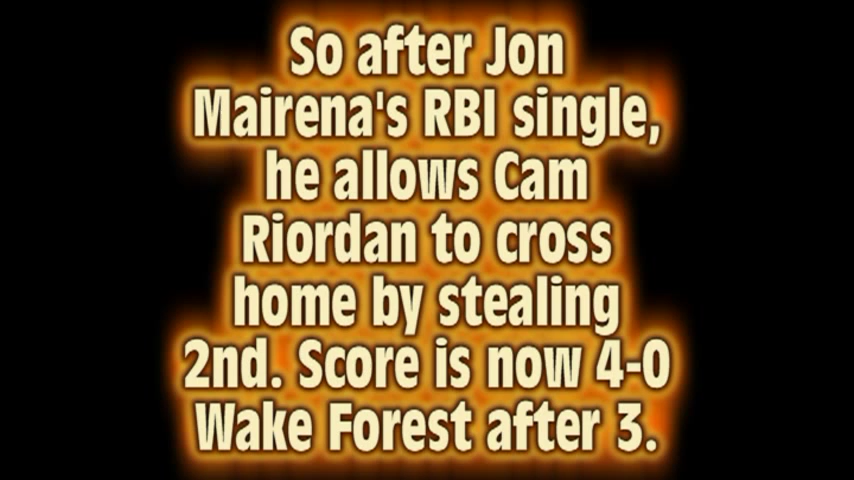 So after Jon
Mairena's RBI single,
he allows Cam
Riordan to cross
home by stealing
2nd. Score is now 4-0
Wake Forest after 3.